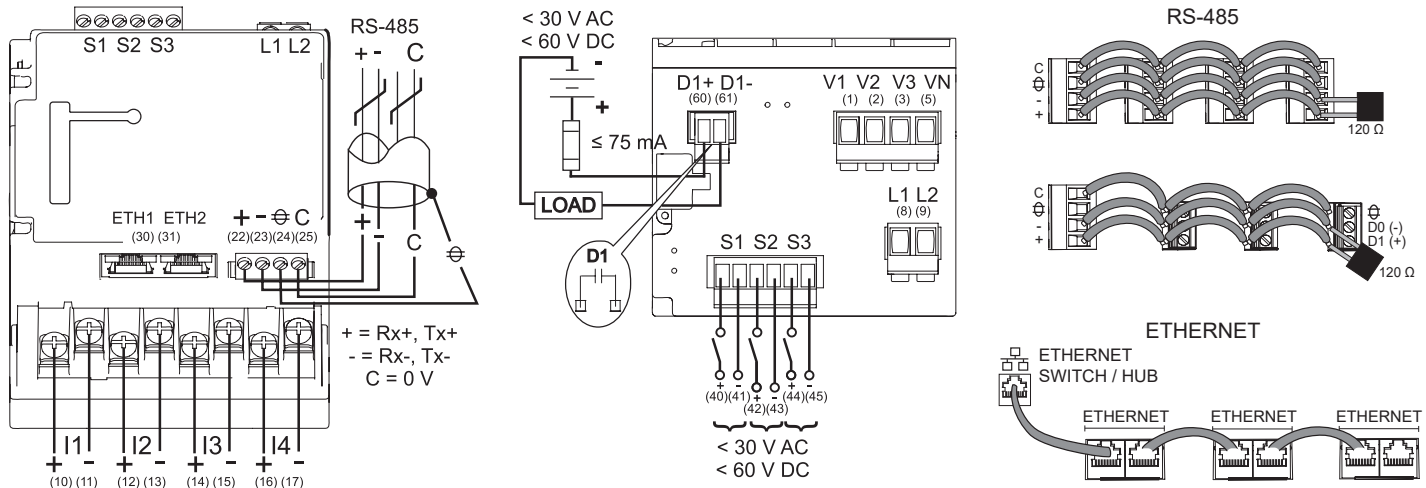 S1 S2 S3
L1 L2
ETH1 ETH2
(30) (31)
+ - ⏚ C
(22)(23)(24)(25)
I1 I2 I3 I4
+ - + - + - + -
(10) (11) (12) (13) (14) (15) (16) (17)
RS-485
+ - C
+ - C
+ = Rx+, Tx+
- = Rx-, Tx-
C = 0 V
< 30 V AC
< 60 V DC
-
+
≤ 75 mA
LOAD
D1
D1+ D1-
(60) (61)
V1 V2 V3 VN
(1) (2) (3) (5)
L1 L2
(8) (9)
S1 S2 S3
+ - + - + -
(40)(41) (42)(43) (44)(45)
< 30 V AC
< 60 V DC
RS-485
C
-
+
120 Ω
C
-
+
D0 (-)
D1 (+)
120 Ω
ETHERNET
ETHERNET
SWITCH / HUB
ETHERNET ETHERNET ETHERNET